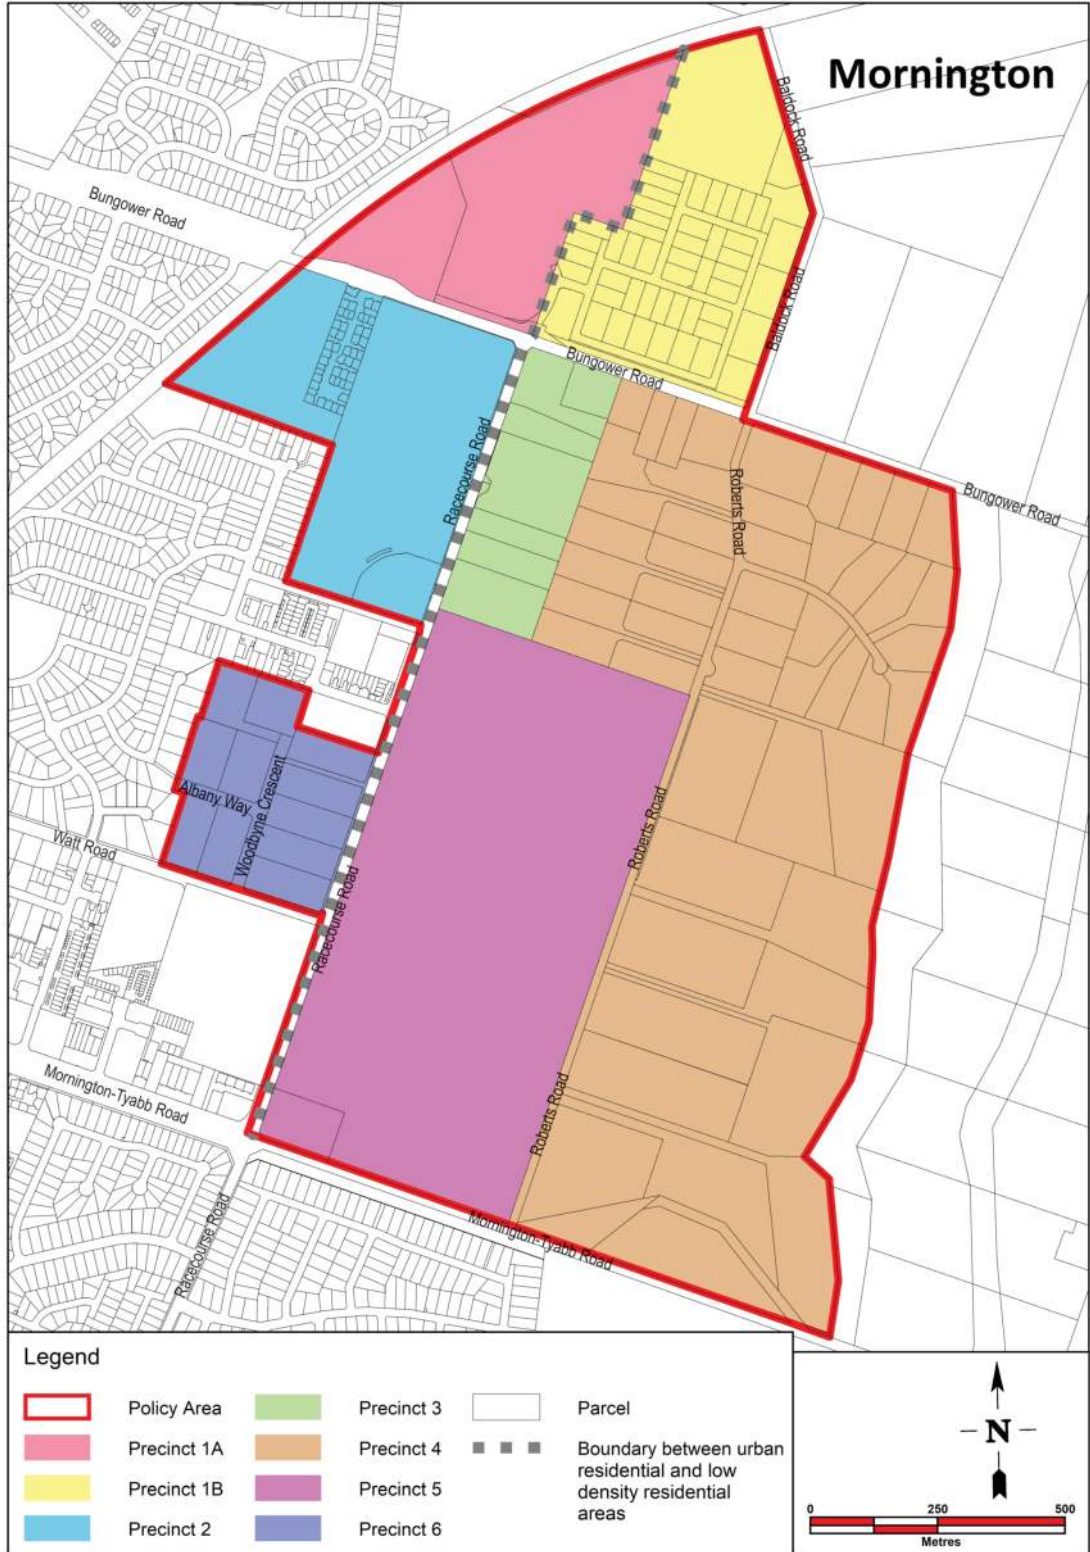 Mornington
Baldock Road
Bungower Road
Baldock Road
Bungower Road
Racecourse Road
Roberts Road
Bungower Road
Albany Way
Woodbyne Crescent
Watt Road
Roberts Road
Racecourse Road
Mornington-Tyabb Road
Roberts Road
Racecourse Road
Mornington-Tyabb Road
Legend
Policy Area
Precinct 1A
Precinct 1B
Precinct 2
Precinct 3
Precinct 4
Precinct 5
Precinct 6
Parcel
Boundary between urban
residential and low
density residential
areas
N
0 250 500
Metres